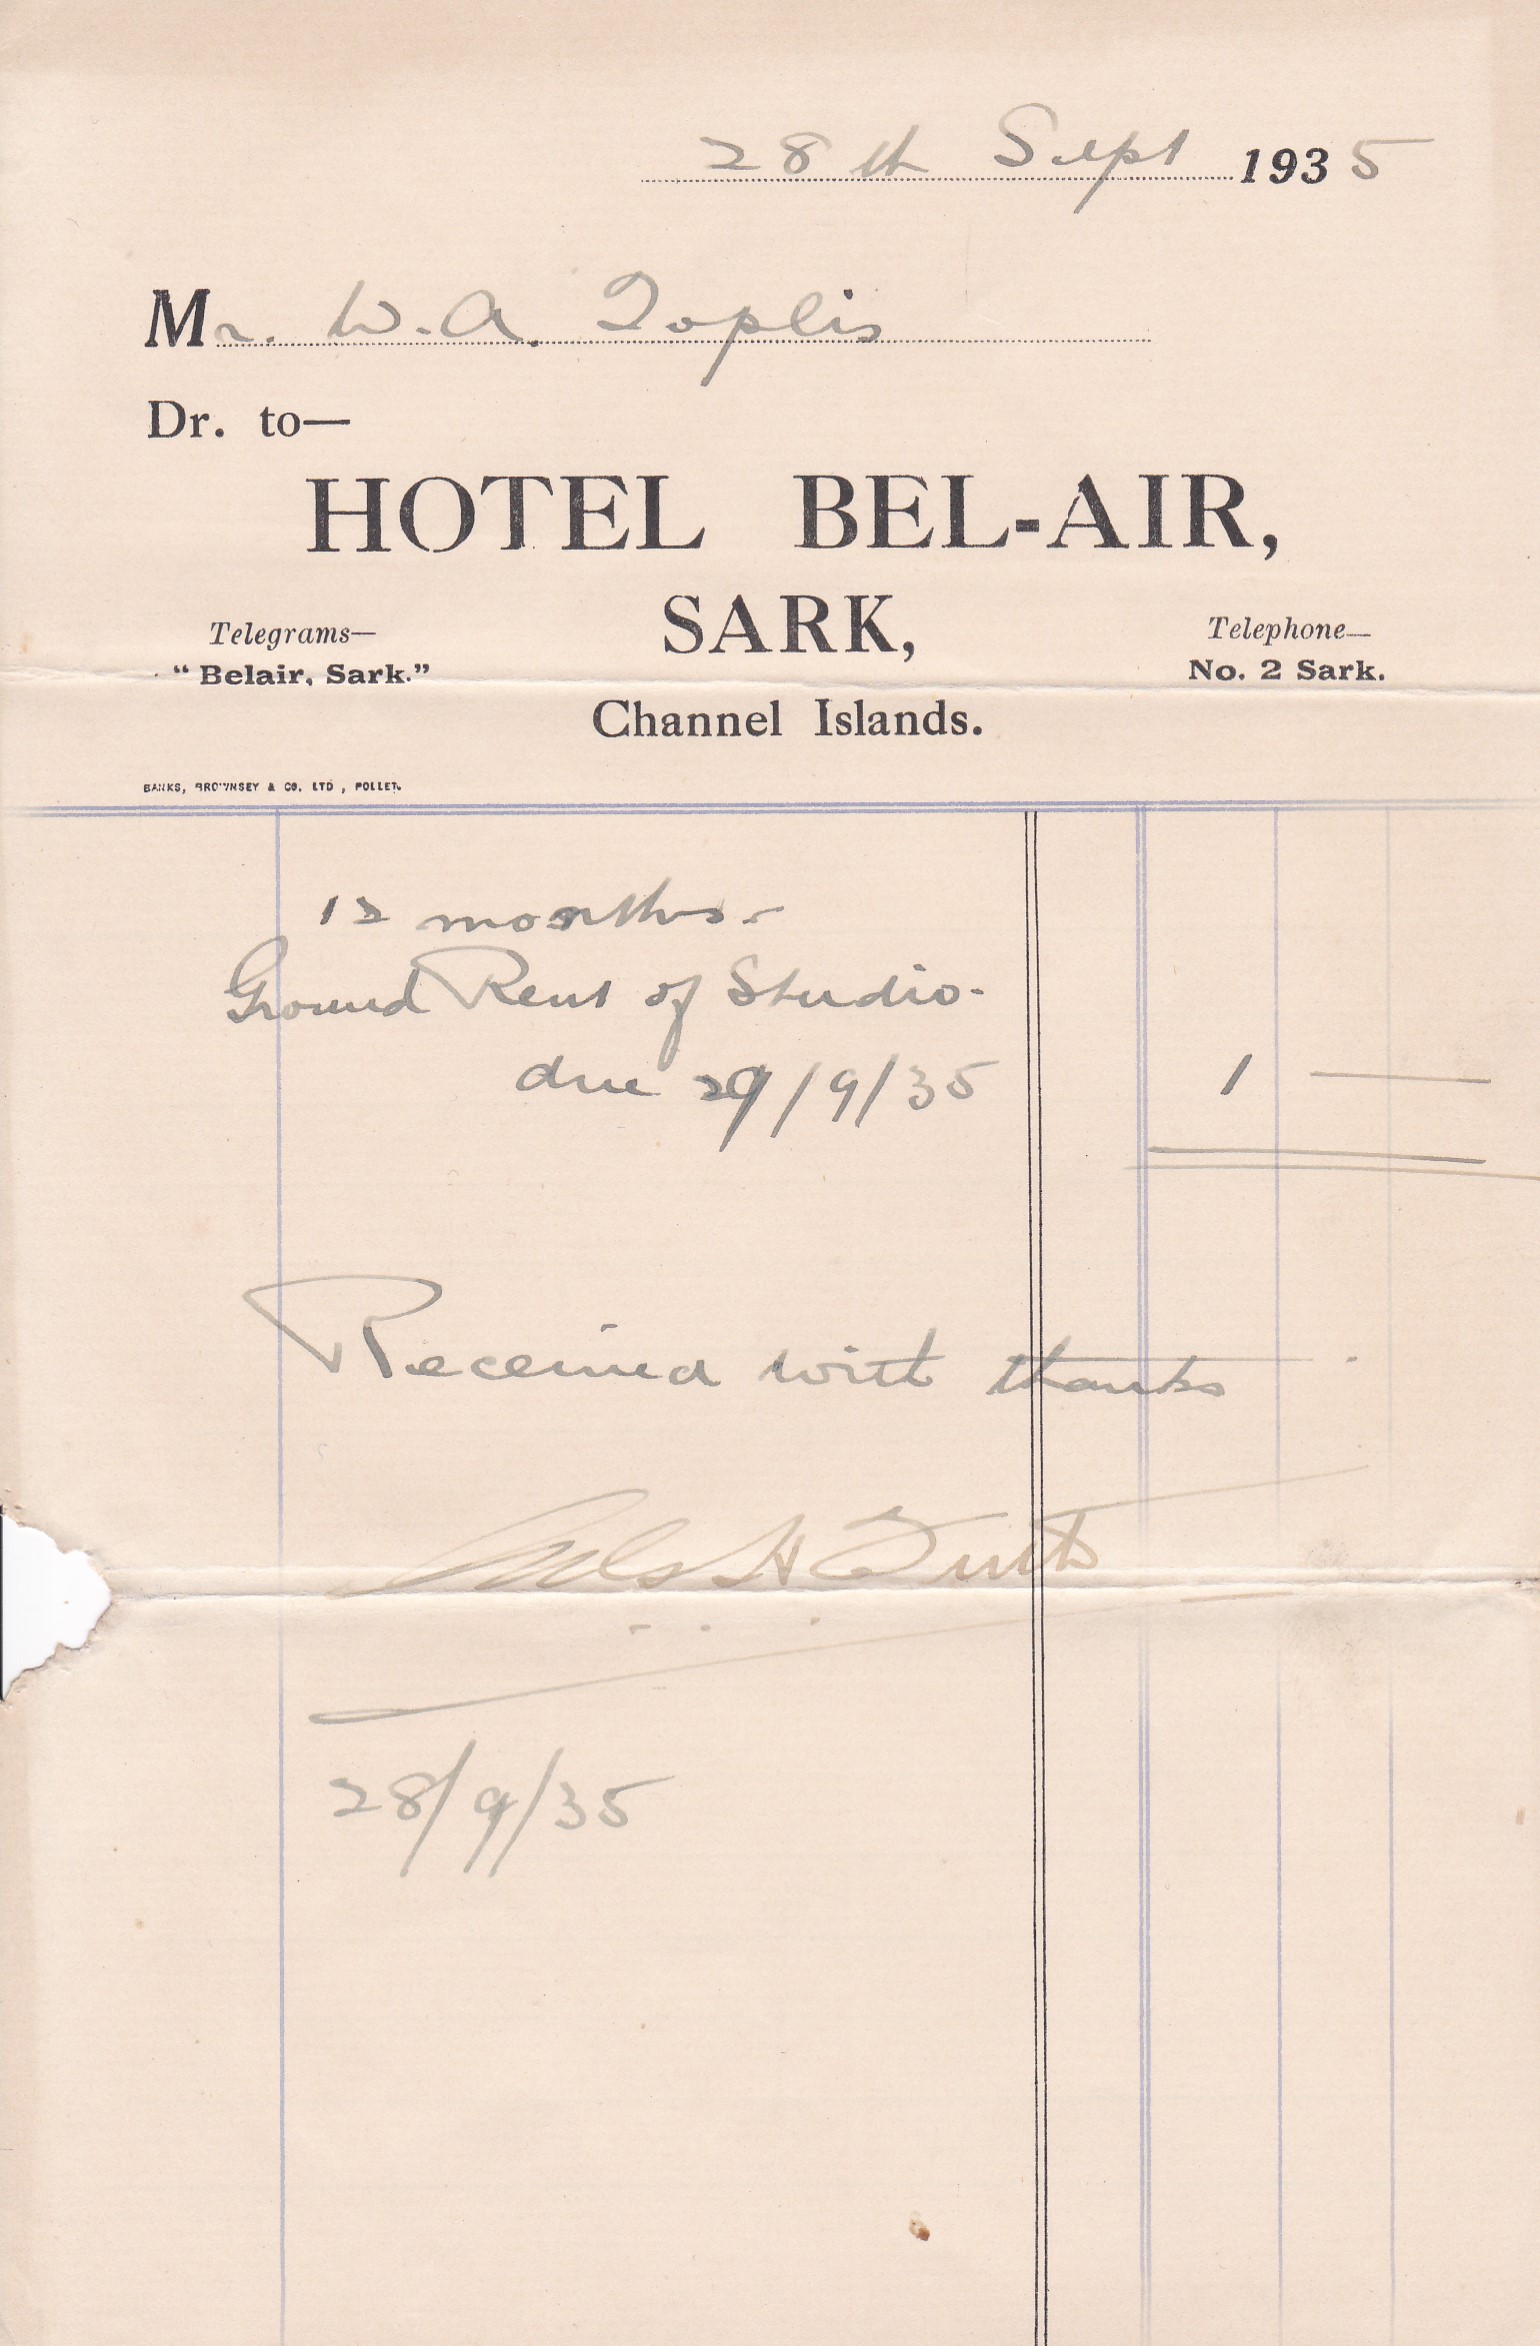 28th Sept 1935
Mr. W. A. Toplis
Dr. to—
HOTEL BEL-AIR,
SARK,
Telegrams—
"Belair, Sark."
Telephone—
No. 2 Sark.
Channel Islands.
BANKS, BROWNSEY & CO. LTD, POLLET.
12 months -
Ground Rent of Studio -
due 29/9/35 1 —
Received with thanks
28/9/35